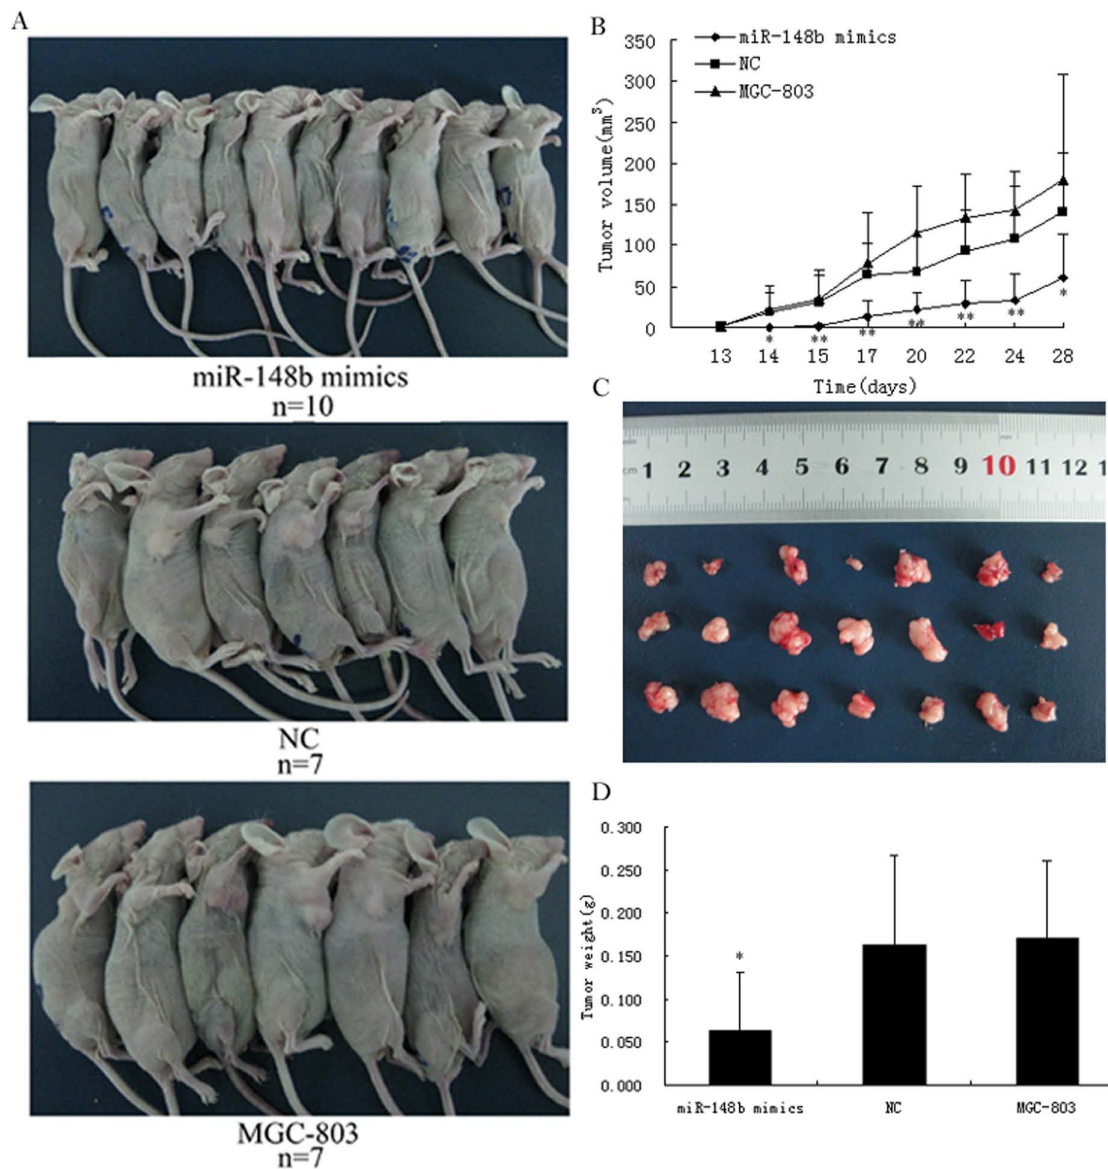 A
miR-148b mimics
n=10
NC
n=7
MGC-803
n=7
B
miR-148b mimics
NC
MGC-803
Tumor volume(mm³)
350
300
250
200
150
100
50
0
*
**
**
**
**
**
*
13 14 15 17 20 22 24 28
Time(days)
C
cm 1 2 3 4 5 6 7 8 9 10 11 12 1
D
Tumor weight(g)
0.300
0.250
0.200
0.150
0.100
0.050
0.000
*
miR-148b mimics NC MGC-803